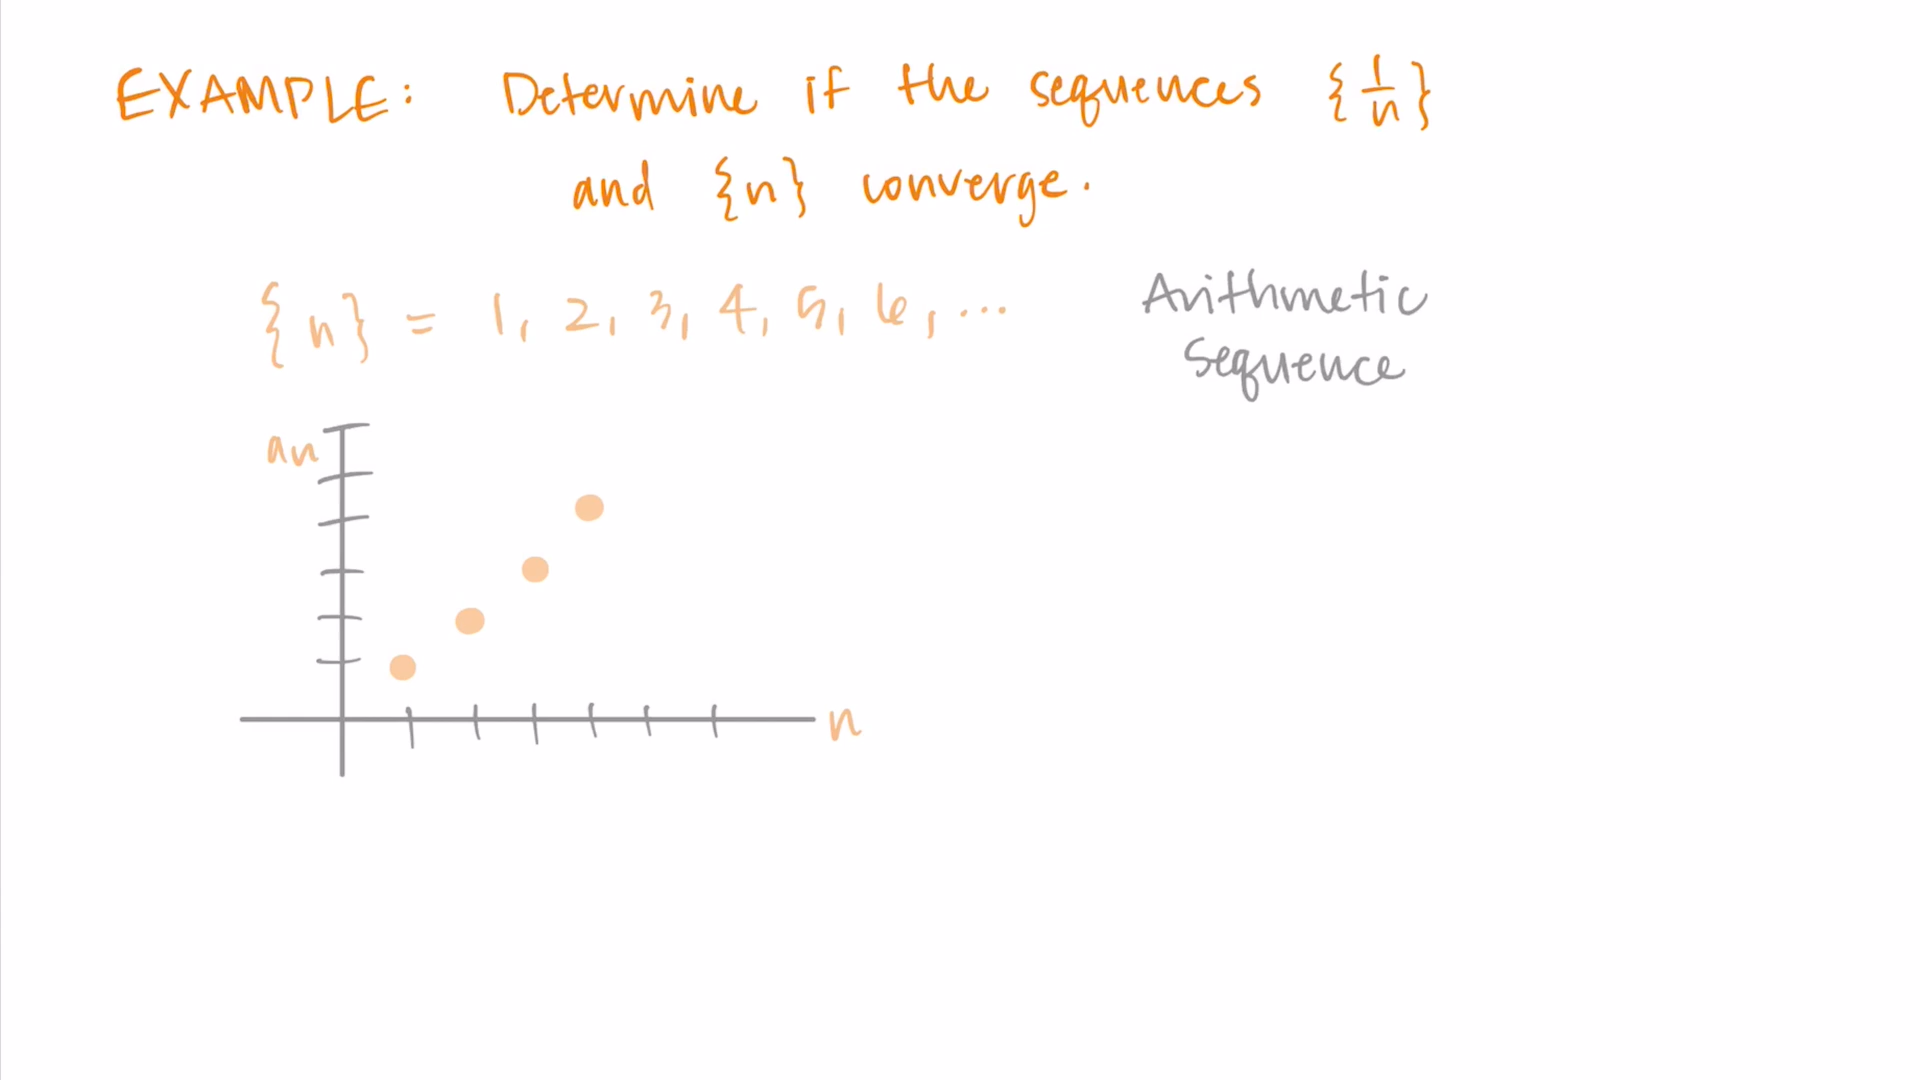 EXAMPLE: Determine if the sequences {1/n}
and {n} converge.
{n} = 1, 2, 3, 4, 5, 6, ...
Arithmetic
Sequence
an
n